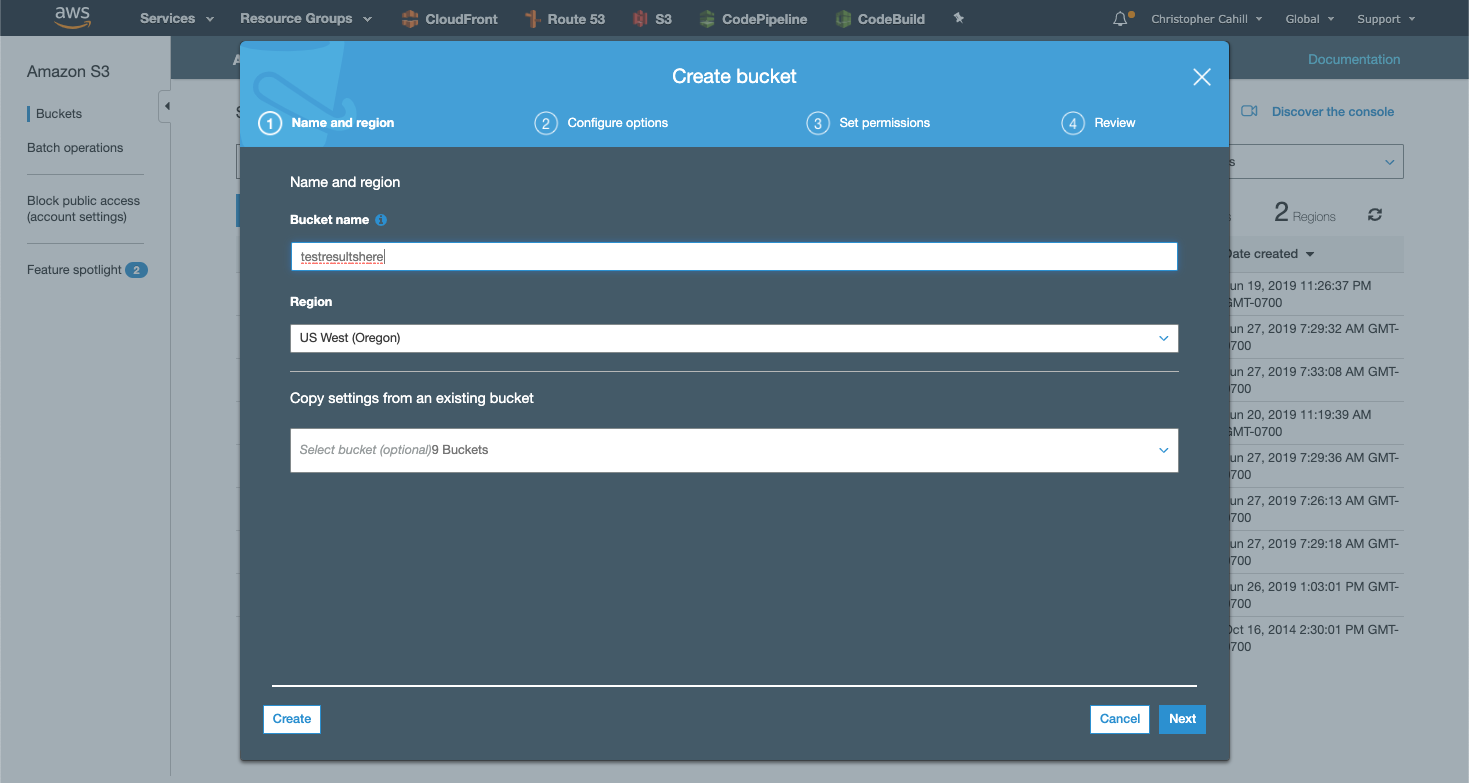 aws Services Resource Groups CloudFront Route 53 S3 CodePipeline CodeBuild Christopher Cahill Global Support
Amazon S3
Buckets
Batch operations
Block public access
(account settings)
Feature spotlight 2
Documentation
Discover the console
Create bucket
1 Name and region 2 Configure options 3 Set permissions 4 Review
Name and region
Bucket name
testresultshere
Region
US West (Oregon)
Copy settings from an existing bucket
Select bucket (optional)9 Buckets
Create Cancel Next
2 Regions
Date created
un 19, 2019 11:26:37 PM
GMT-0700
un 27, 2019 7:29:32 AM GMT-
0700
un 27, 2019 7:33:08 AM GMT-
0700
un 20, 2019 11:19:39 AM
GMT-0700
un 27, 2019 7:29:36 AM GMT-
0700
un 27, 2019 7:26:13 AM GMT-
0700
un 27, 2019 7:29:18 AM GMT-
0700
un 26, 2019 1:03:01 PM GMT-
0700
Oct 16, 2014 2:30:01 PM GMT-
0700